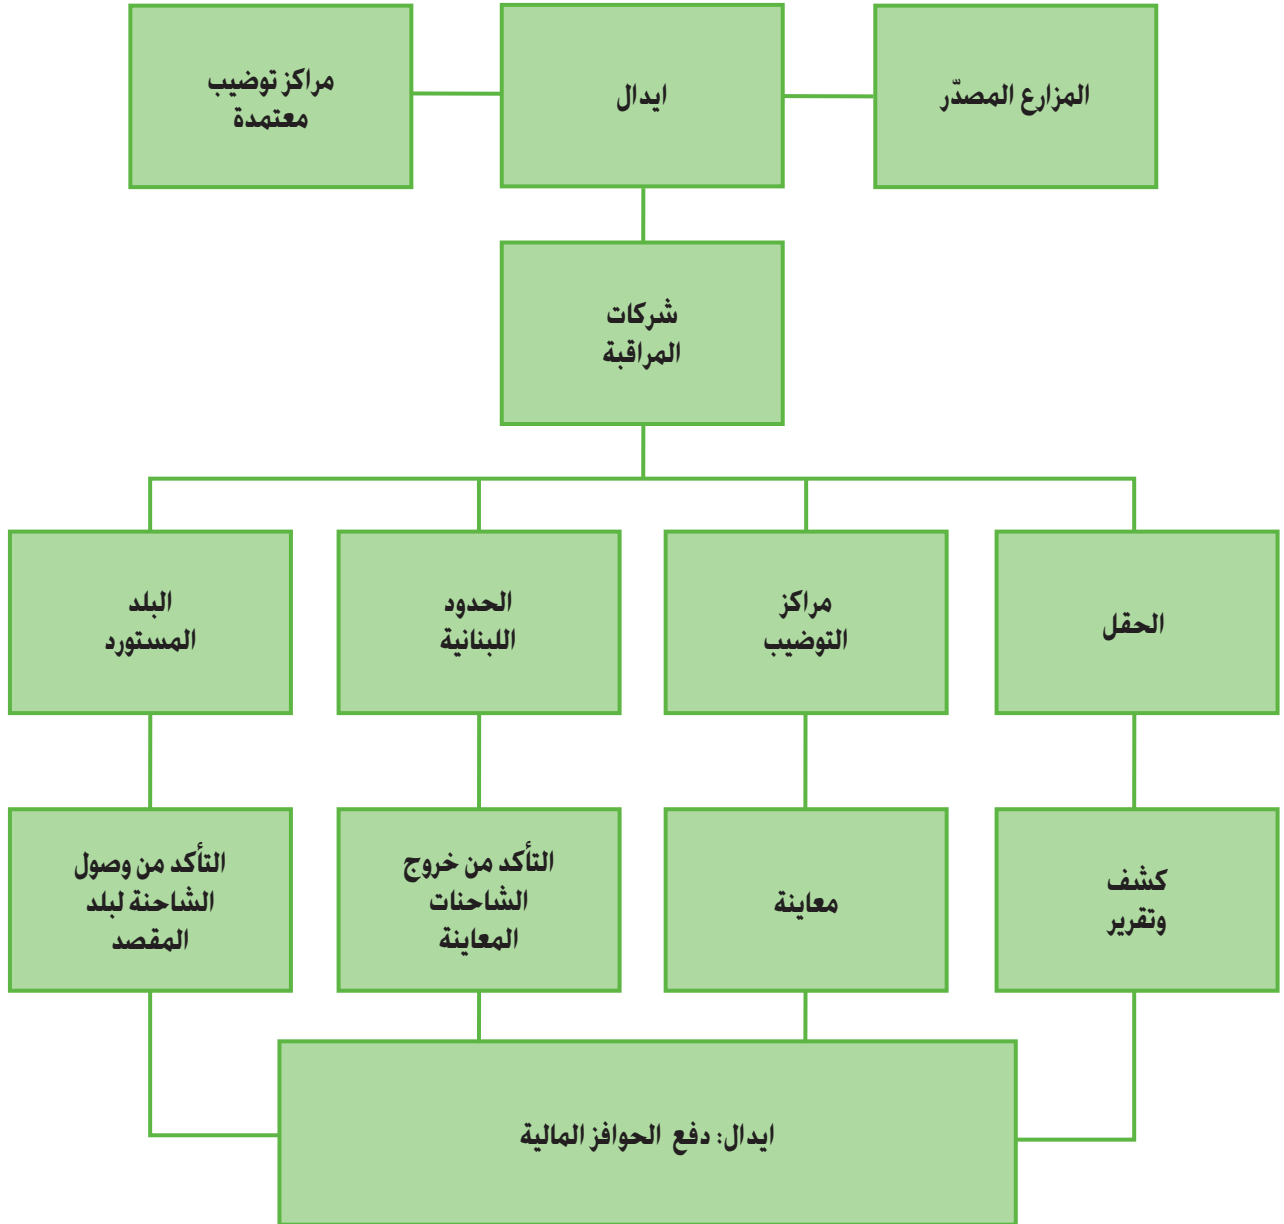 المزارع المصدّر
ايدال
مراكز توضيب
معتمدة
شركات
المراقبة
الحقل
مراكز
التوضيب
الحدود
اللبنانية
البلد
المستورد
كشف
وتقرير
معاينة
التأكد من خروج
الشاحنات
المعاينة
التأكد من وصول
الشاحنة لبلد
المقصد
ايدال: دفع الحوافز المالية